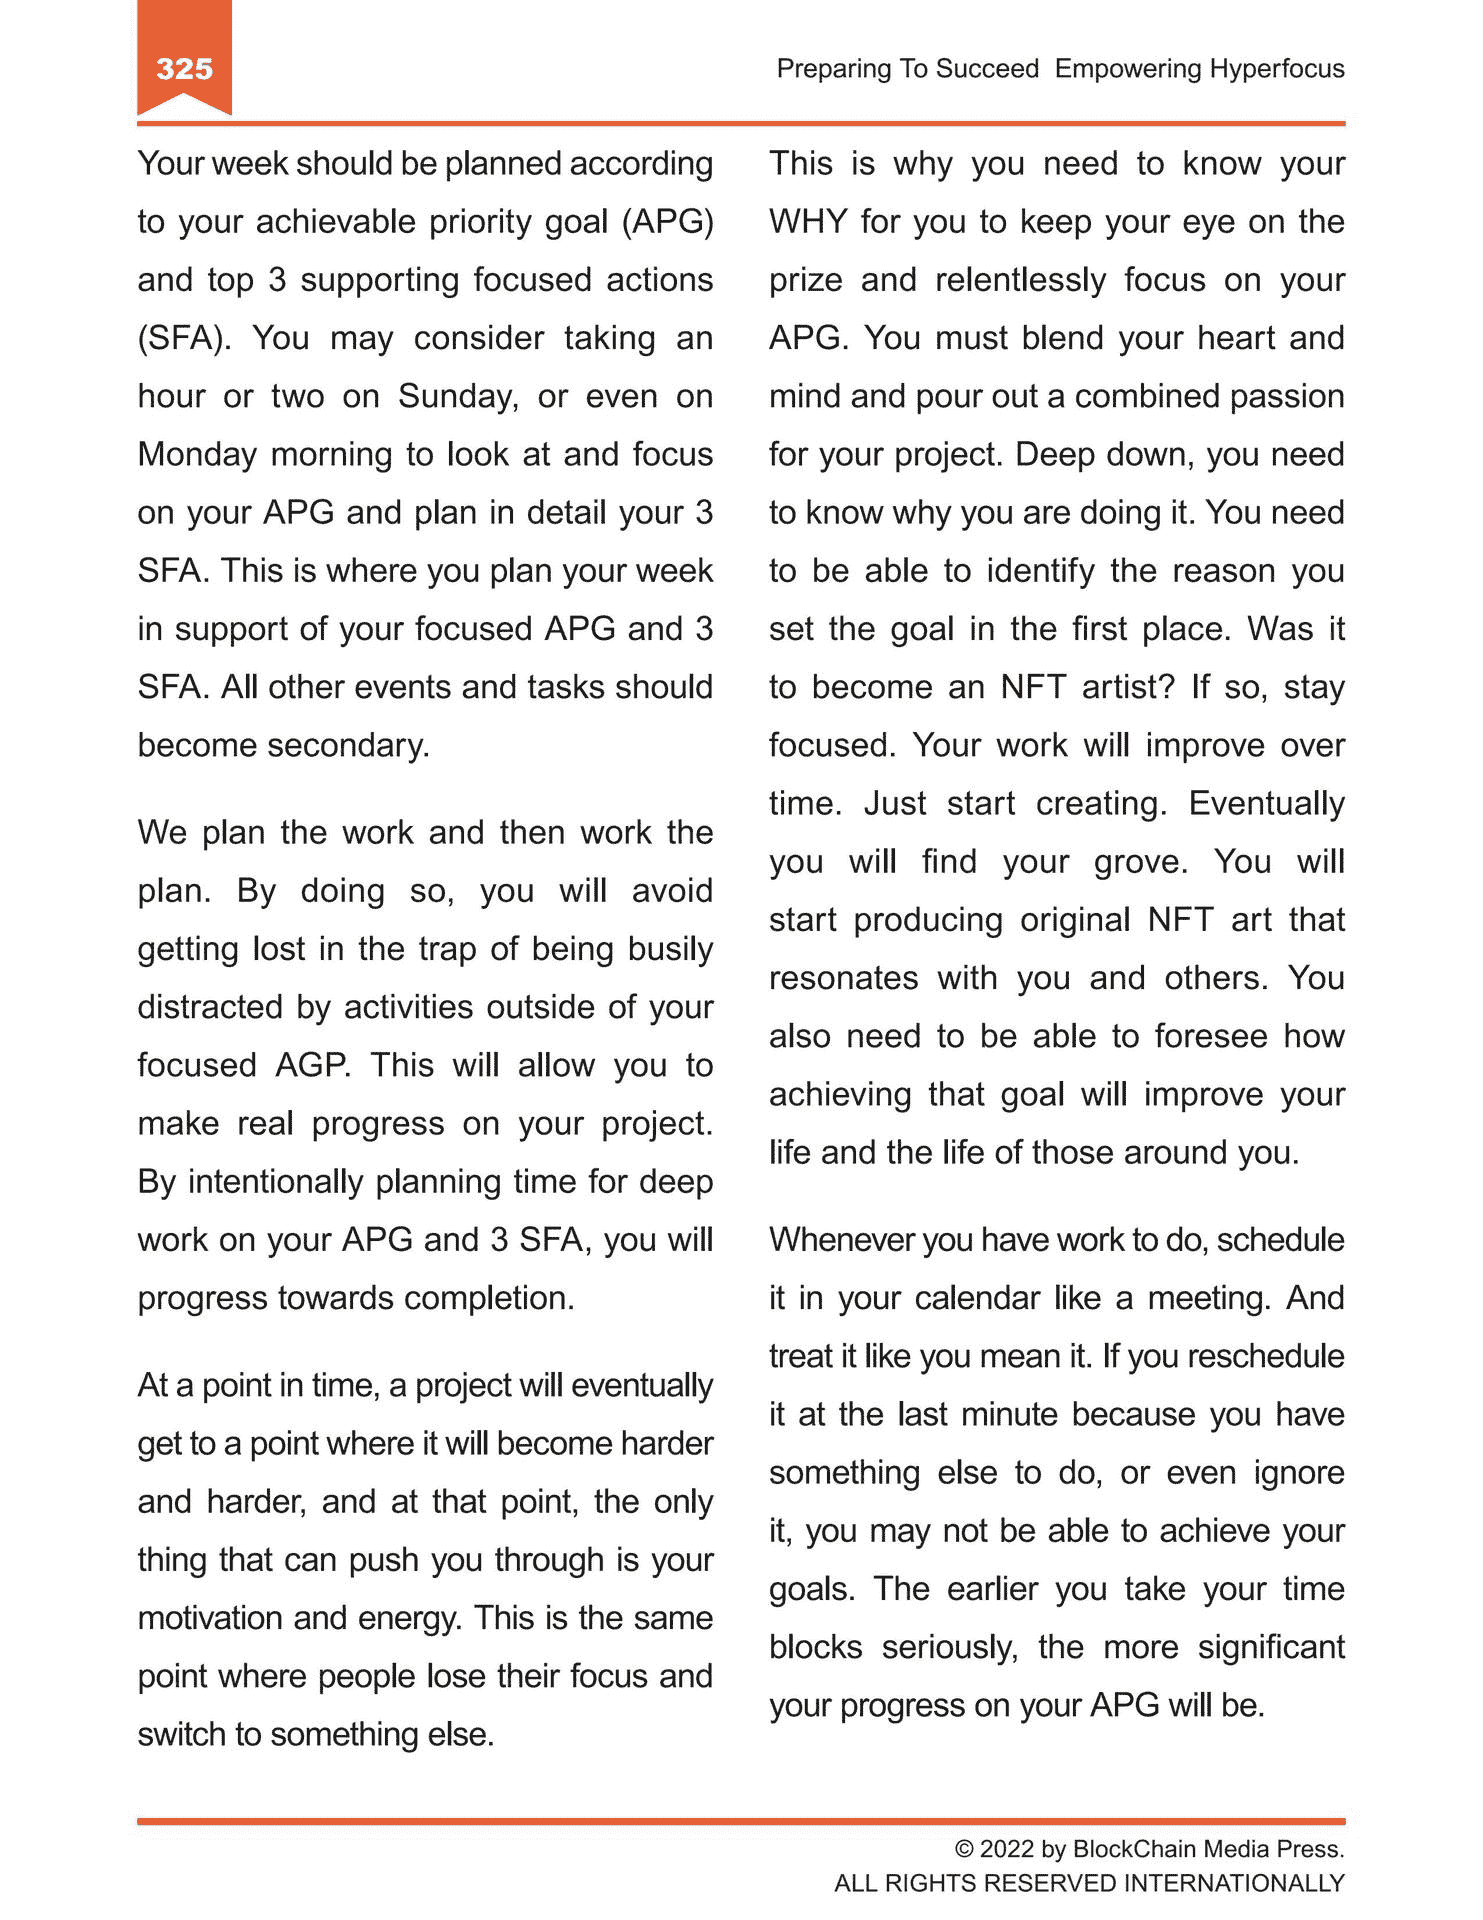 325
Preparing To Succeed  Empowering Hyperfocus
Your week should be planned according
to your achievable priority goal (APG)
and top 3 supporting focused actions
(SFA). You may consider taking an
hour or two on Sunday, or even on
Monday morning to look at and focus
on your APG and plan in detail your 3
SFA. This is where you plan your week
in support of your focused APG and 3
SFA. All other events and tasks should
become secondary.
We plan the work and then work the
plan. By doing so, you will avoid
getting lost in the trap of being busily
distracted by activities outside of your
focused AGP. This will allow you to
make real progress on your project.
By intentionally planning time for deep
work on your APG and 3 SFA, you will
progress towards completion.
At a point in time, a project will eventually
get to a point where it will become harder
and harder, and at that point, the only
thing that can push you through is your
motivation and energy. This is the same
point where people lose their focus and
switch to something else.
This is why you need to know your
WHY for you to keep your eye on the
prize and relentlessly focus on your
APG. You must blend your heart and
mind and pour out a combined passion
for your project. Deep down, you need
to know why you are doing it. You need
to be able to identify the reason you
set the goal in the first place. Was it
to become an NFT artist? If so, stay
focused. Your work will improve over
time. Just start creating. Eventually
you will find your grove. You will
start producing original NFT art that
resonates with you and others. You
also need to be able to foresee how
achieving that goal will improve your
life and the life of those around you.
Whenever you have work to do, schedule
it in your calendar like a meeting. And
treat it like you mean it. If you reschedule
it at the last minute because you have
something else to do, or even ignore
it, you may not be able to achieve your
goals. The earlier you take your time
blocks seriously, the more significant
your progress on your APG will be.
© 2022 by BlockChain Media Press.
ALL RIGHTS RESERVED INTERNATIONALLY